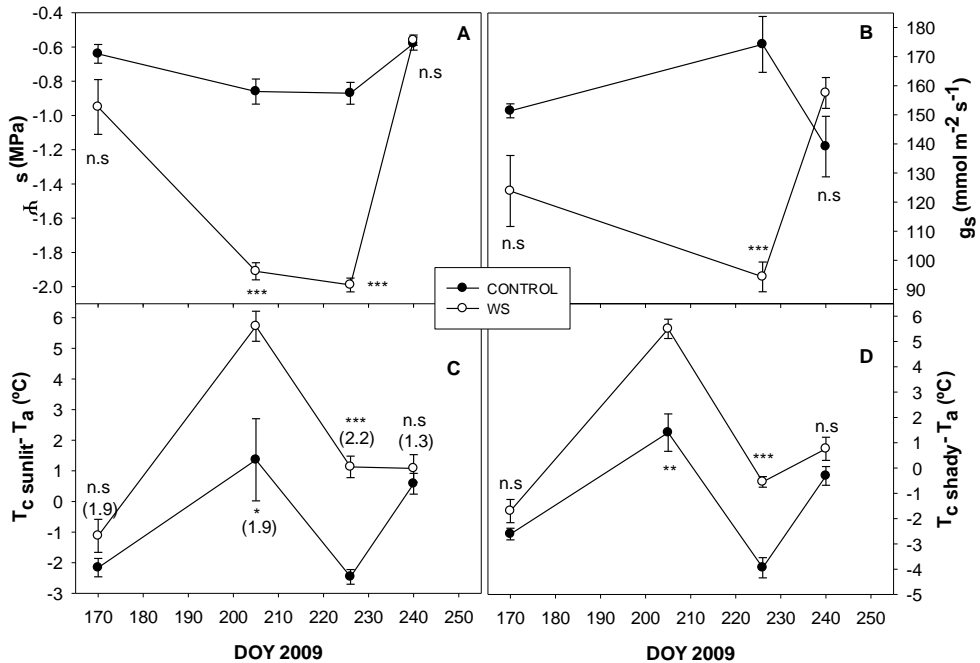 A
-0.4
-0.6
-0.8
-1.0
-1.2
-1.4
-1.6
-1.8
-2.0
Ψ s (MPa)
n.s
***
***
n.s
B
180
170
160
150
140
130
120
110
100
90
gs (mmol m-2 s-1)
n.s
***
n.s
CONTROL
WS
C
6
5
4
3
2
1
0
-1
-2
-3
Tc sunlit- Ta (ºC)
n.s
(1.9)
*
(1.9)
***
(2.2)
n.s
(1.3)
170 180 190 200 210 220 230 240 250
DOY 2009
D
6
5
4
3
2
1
0
-1
-2
-3
-4
-5
Tc shady- Ta (ºC)
n.s
**
***
n.s
170 180 190 200 210 220 230 240 250
DOY 2009